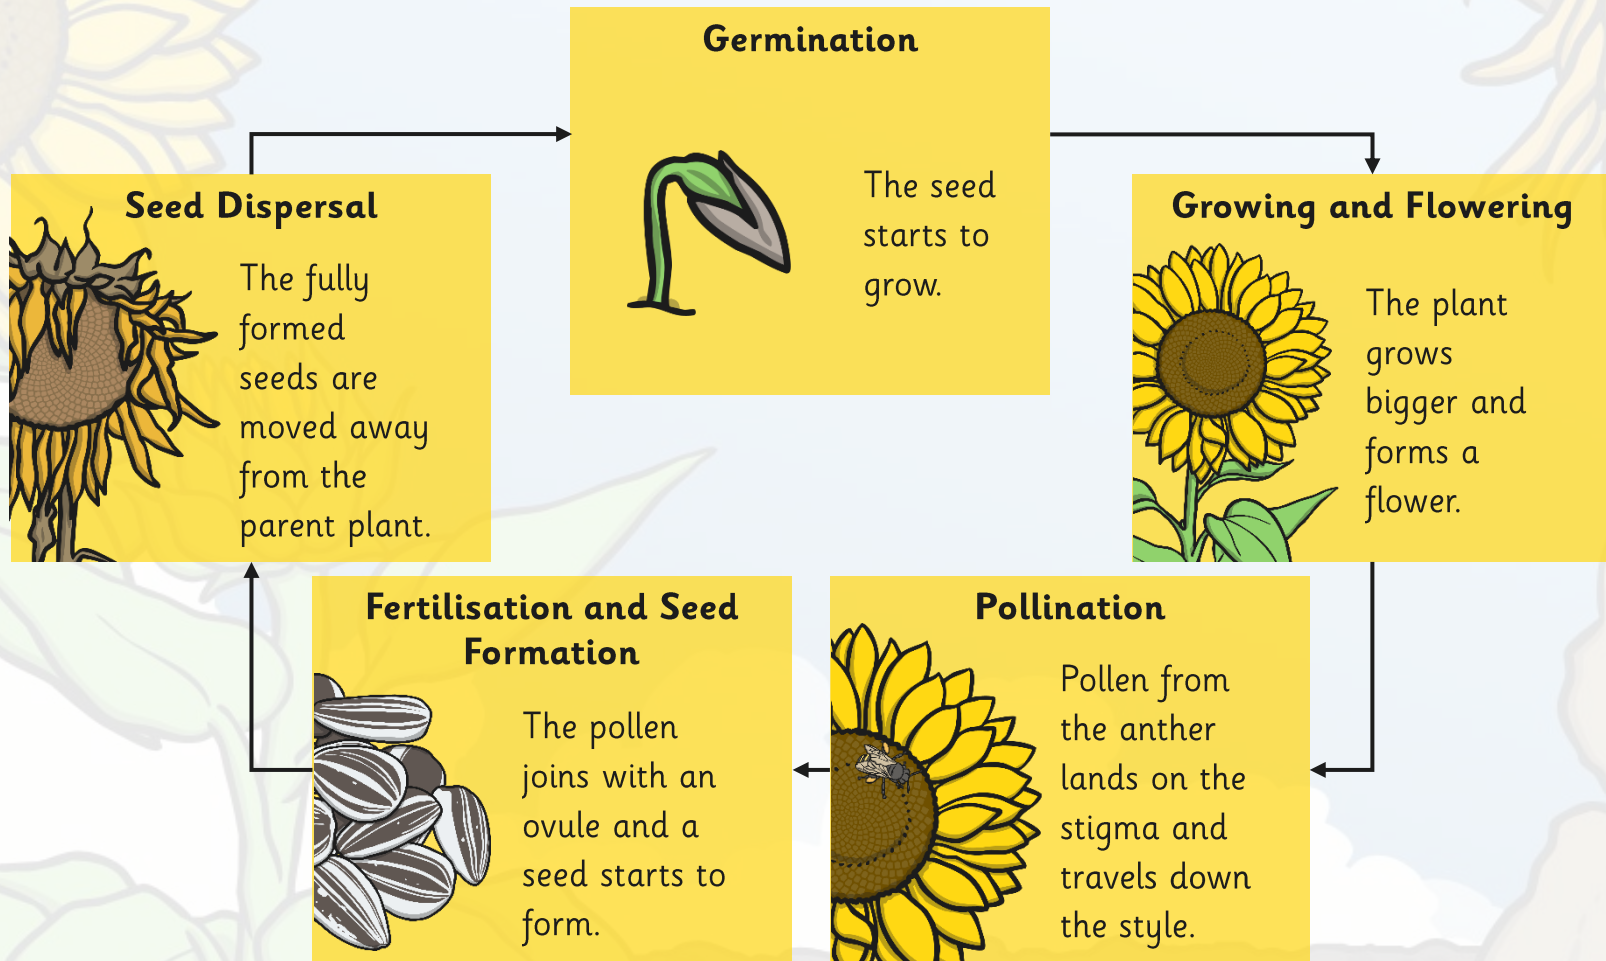 Germination
The seed
starts to
grow.
Growing and Flowering
The plant
grows
bigger and
forms a
flower.
Pollination
Pollen from
the anther
lands on the
stigma and
travels down
the style.
Fertilisation and Seed
Formation
The pollen
joins with an
ovule and a
seed starts to
form.
Seed Dispersal
The fully
formed
seeds are
moved away
from the
parent plant.